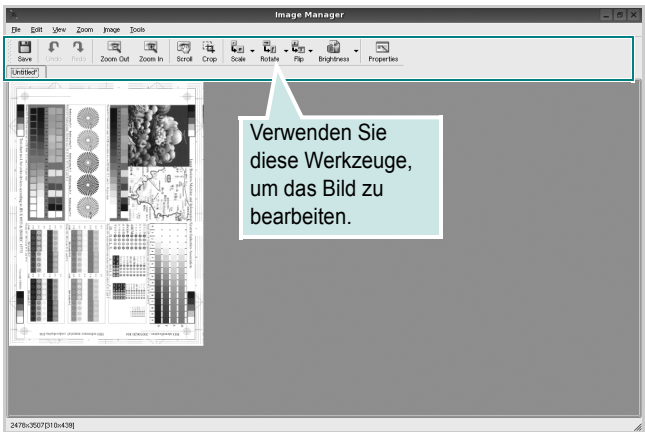 Image Manager
File Edit View Zoom Image Tools
Save Undo Redo Zoom Out Zoom In Scroll Crop Scale Rotate Flip Brightness Properties
Untitled*
Verwenden Sie
diese Werkzeuge,
um das Bild zu
bearbeiten.
2478x3507[310x439]